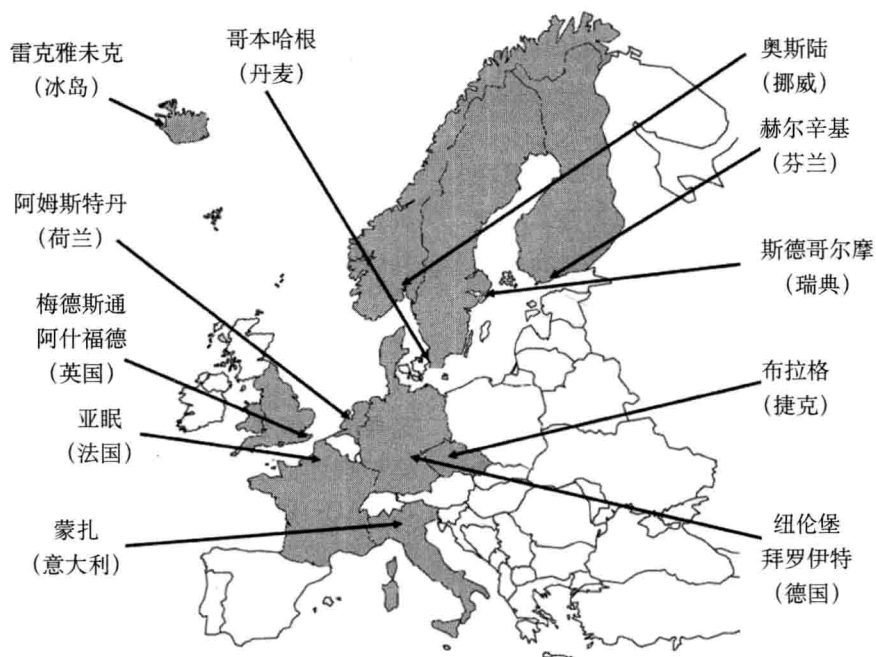 雷克雅未克
（冰岛）
哥本哈根
（丹麦）
奥斯陆
（挪威）
赫尔辛基
（芬兰）
阿姆斯特丹
（荷兰）
斯德哥尔摩
（瑞典）
梅德斯通
阿什福德
（英国）
布拉格
（捷克）
亚眠
（法国）
蒙扎
（意大利）
纽伦堡
拜罗伊特
（德国）